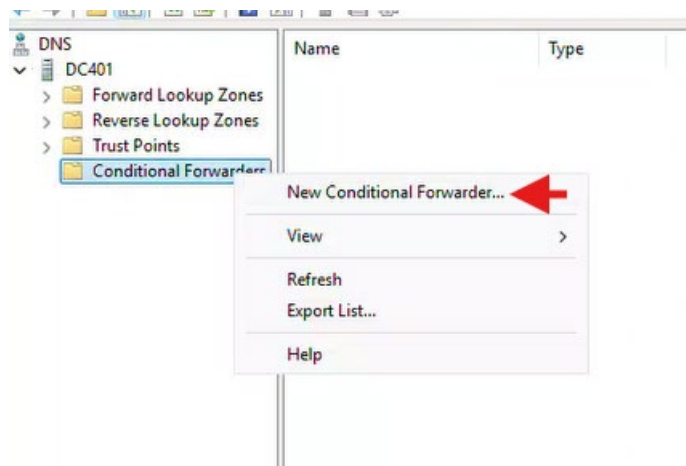 DNS
DC401
Forward Lookup Zones
Reverse Lookup Zones
Trust Points
Conditional Forwarders
Name Type
New Conditional Forwarder...
View
Refresh
Export List...
Help